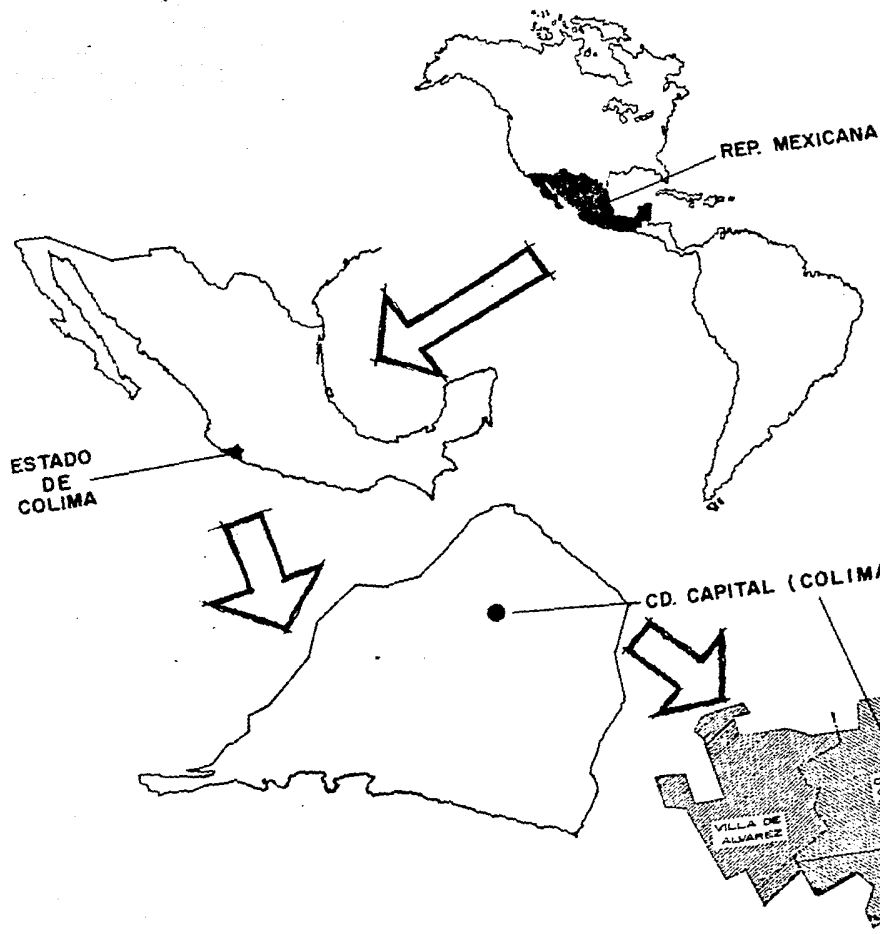 REP. MEXICANA
ESTADO
DE
COLIMA
CD. CAPITAL (COLIMA
VILLA DE
ALVAREZ